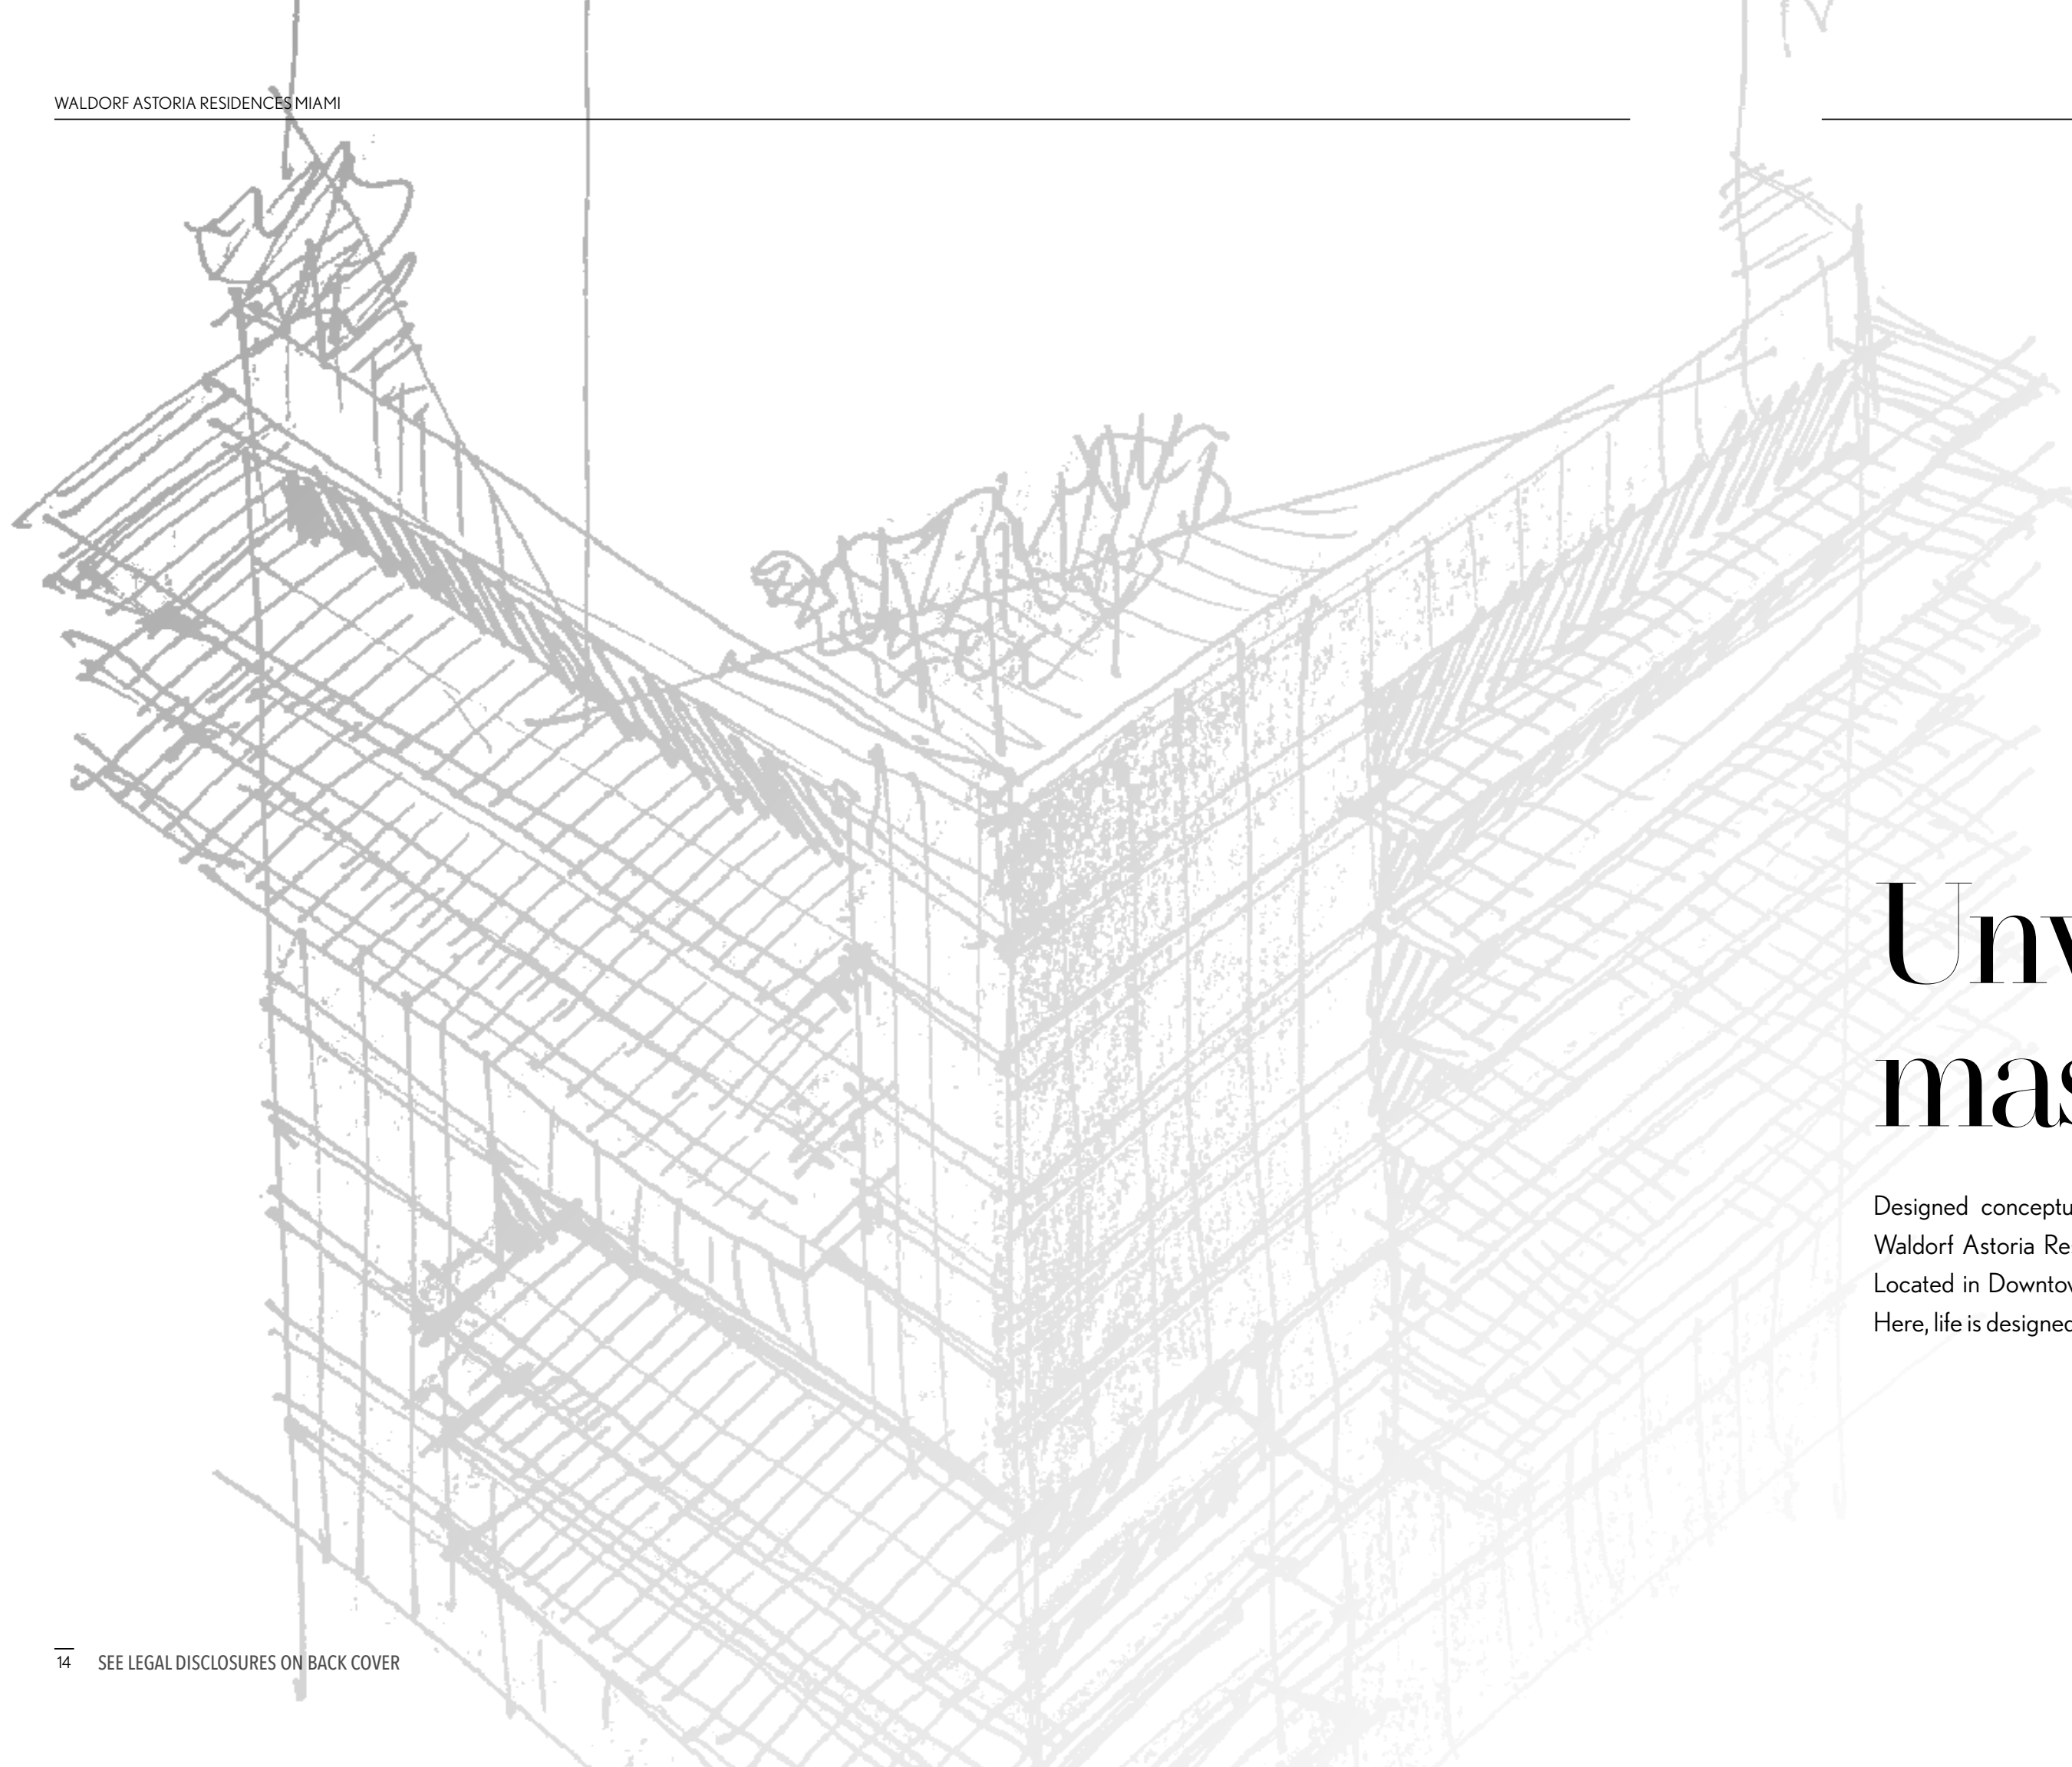 WALDORF ASTORIA RESIDENCES MIAMI
Unv
mas
Designed conceptu
Waldorf Astoria Re
Located in Downtow
Here, life is designed
14 SEE LEGAL DISCLOSURES ON BACK COVER